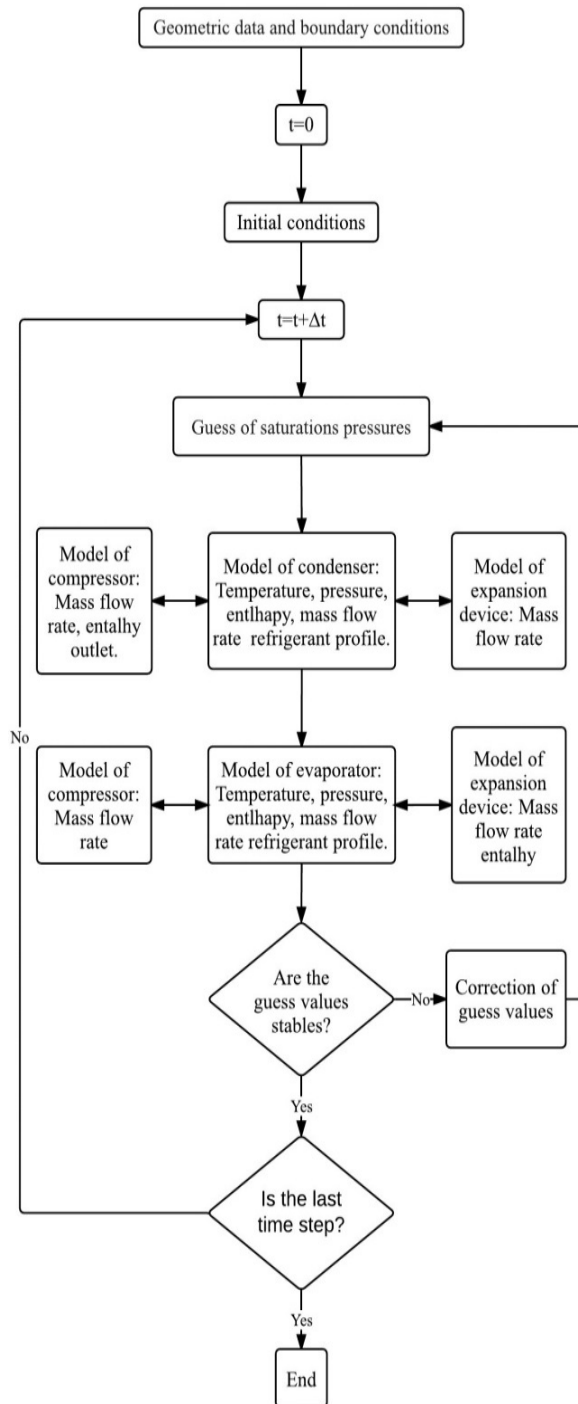 Geometric data and boundary conditions
t=0
Initial conditions
t=t+Δt
Guess of saturations pressures
Model of
compressor:
Mass flow
rate, entalhy
outlet.
Model of condenser:
Temperature, pressure,
entlhapy, mass flow
rate refrigerant profile.
Model of
expansion
device: Mass
flow rate
No
Model of
compressor:
Mass flow
rate
Model of evaporator:
Temperature, pressure,
entlhapy, mass flow
rate refrigerant profile.
Model of
expansion
device: Mass
flow rate
entalhy
Are the
guess values
stables?
No
Correction of
guess values
Yes
Is the last
time step?
Yes
End